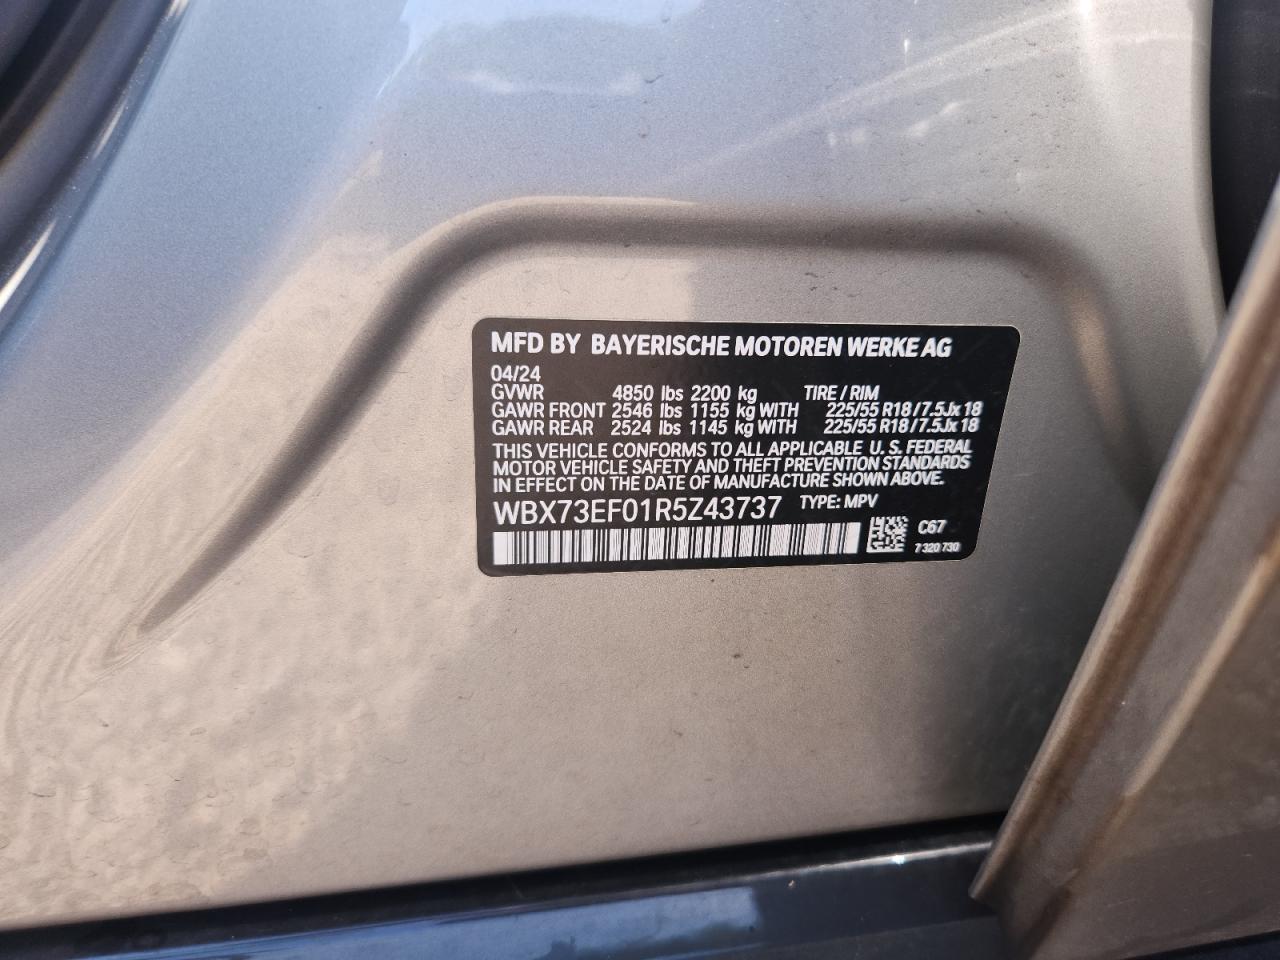 MFD BY BAYERISCHE MOTOREN WERKE AG
04/24
GVWR 4850 lbs 2200 kg TIRE / RIM
GAWR FRONT 2546 lbs 1155 kg WITH 225/55 R18 / 7.5Jx 18
GAWR REAR 2524 lbs 1145 kg WITH 225/55 R18 / 7.5Jx 18
THIS VEHICLE CONFORMS TO ALL APPLICABLE U. S. FEDERAL
MOTOR VEHICLE SAFETY AND THEFT PREVENTION STANDARDS
IN EFFECT ON THE DATE OF MANUFACTURE SHOWN ABOVE.
WBX73EF01R5Z43737 TYPE: MPV
C67
7 320 730